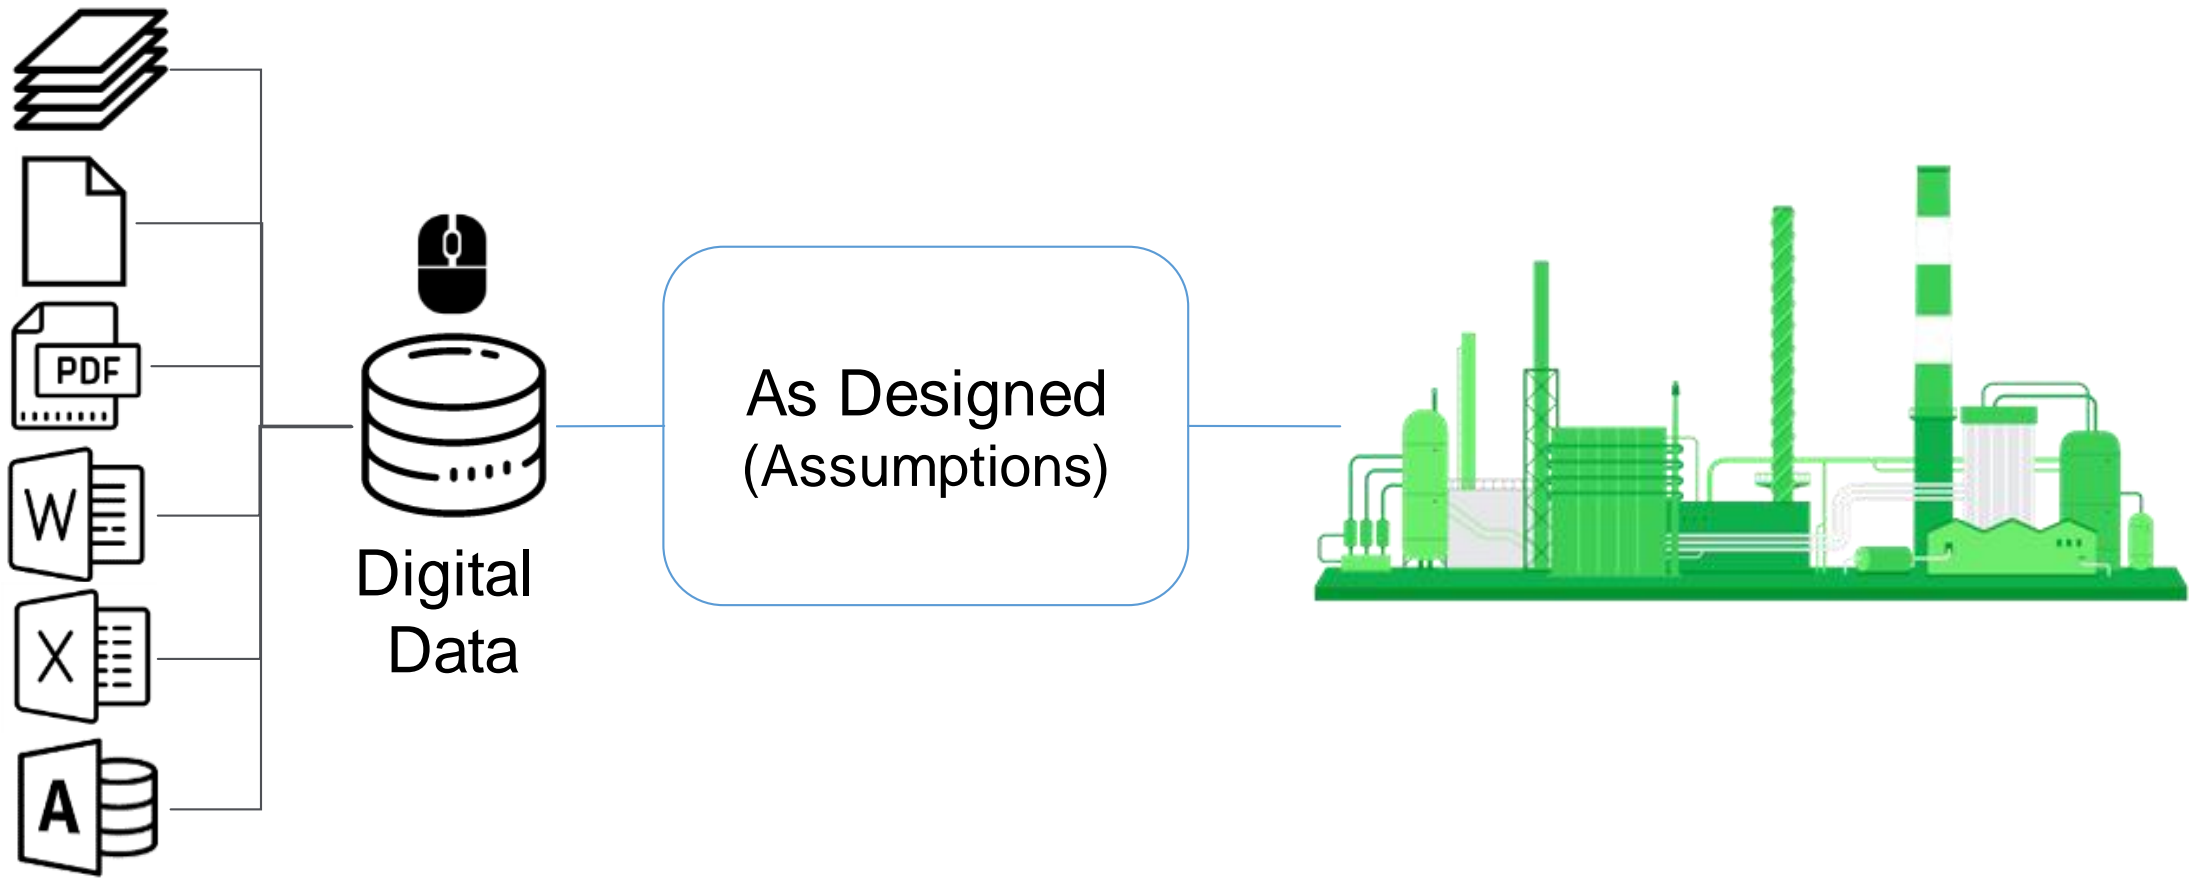 PDF
W
X
A
Digital
Data
As Designed
(Assumptions)